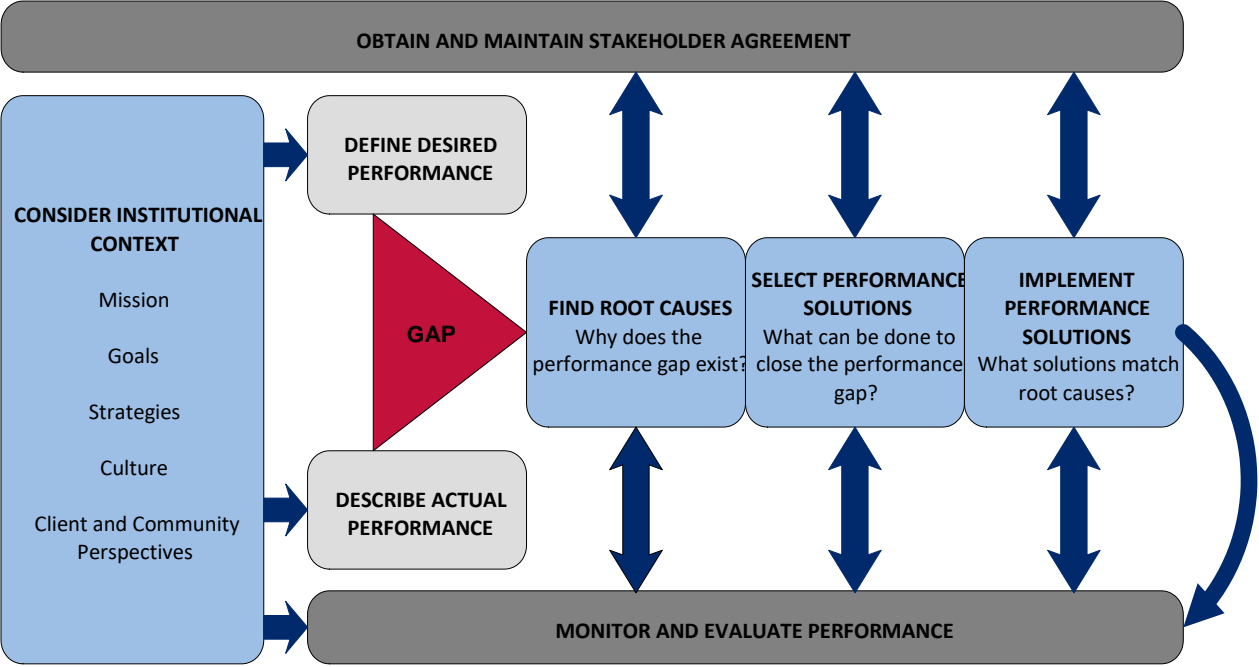 OBTAIN AND MAINTAIN STAKEHOLDER AGREEMENT
CONSIDER INSTITUTIONAL
CONTEXT
Mission
Goals
Strategies
Culture
Client and Community
Perspectives
DEFINE DESIRED
PERFORMANCE
GAP
DESCRIBE ACTUAL
PERFORMANCE
FIND ROOT CAUSES
Why does the
performance gap exist?
SELECT PERFORMANCE
SOLUTIONS
What can be done to
close the performance
gap?
IMPLEMENT
PERFORMANCE
SOLUTIONS
What solutions match
root causes?
MONITOR AND EVALUATE PERFORMANCE